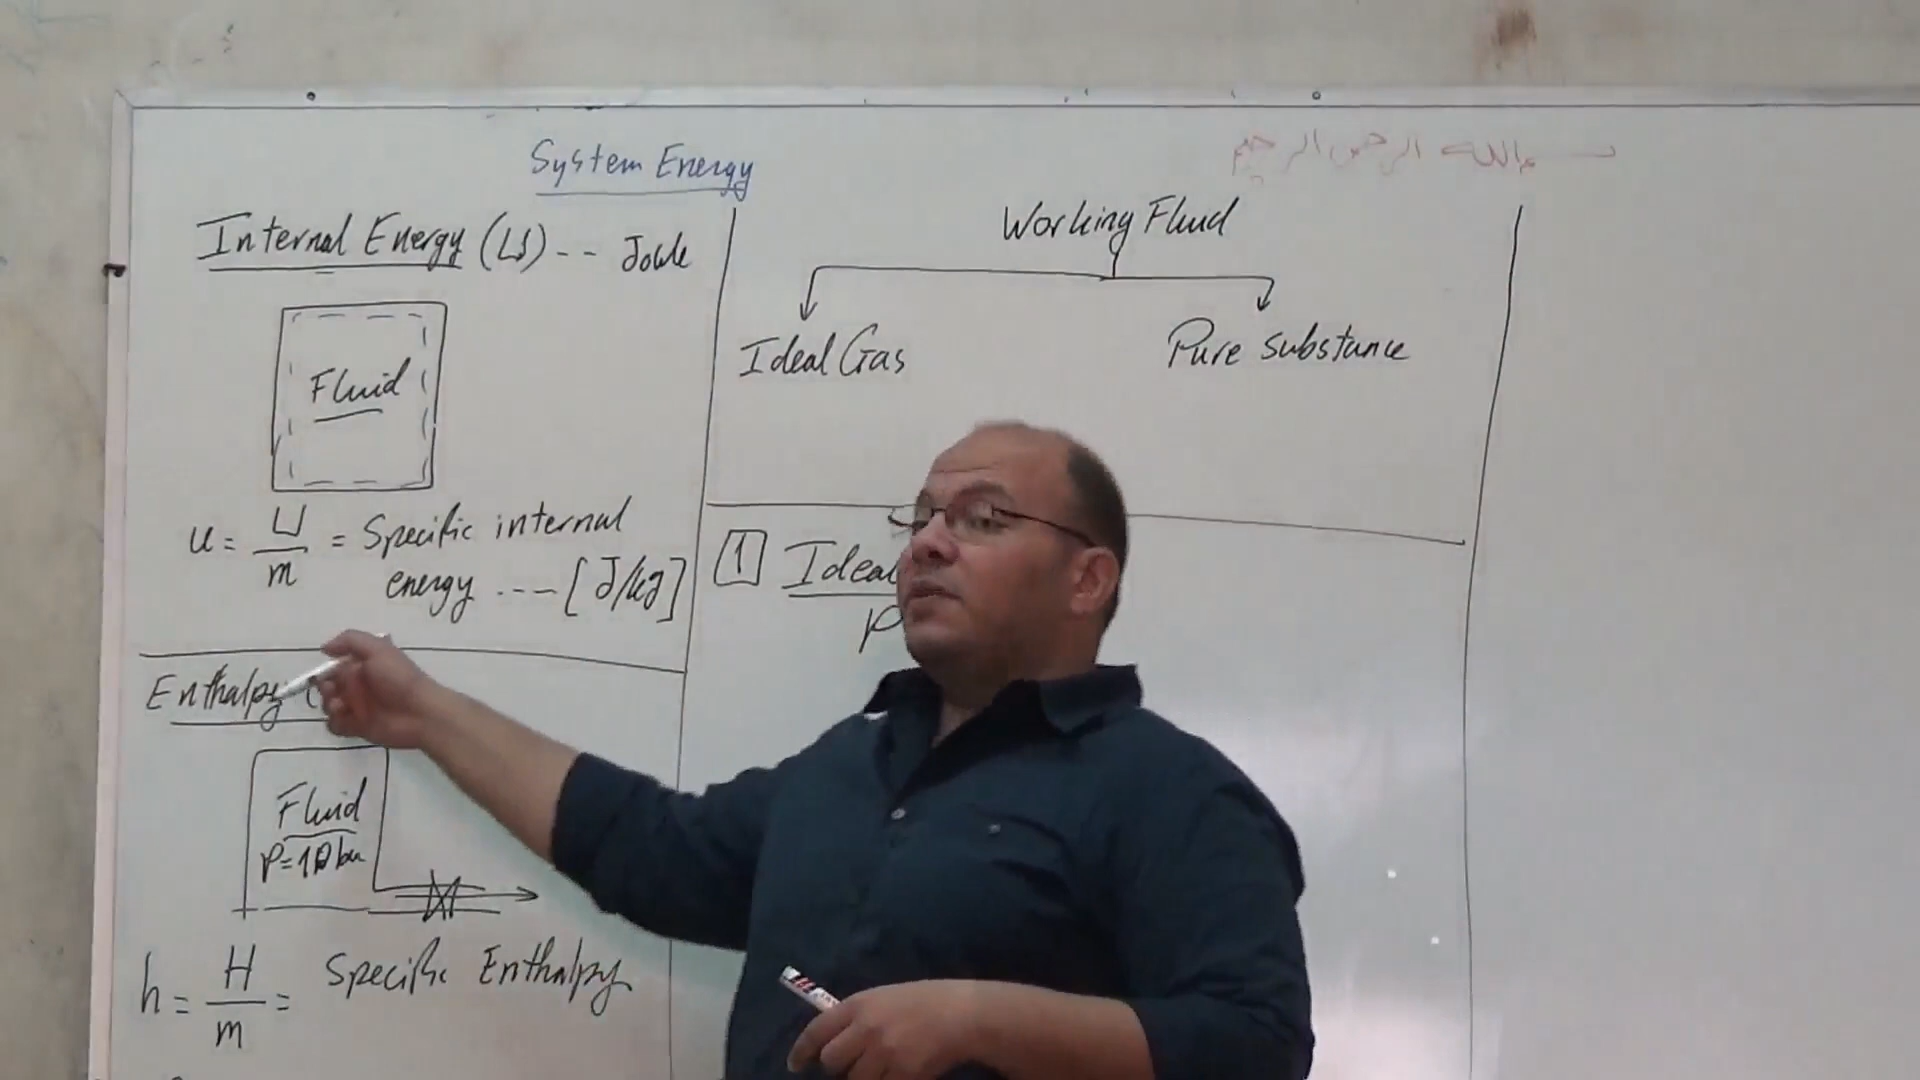 System Energy
بسم الله الرحمن الرحيم
Internal Energy (U) -- Joule
Fluid
u = U/m = Specific internal
energy ---- [J/kg]
Enthalpy (
Fluid
P=10 bar
h = H/m = Specific Enthalpy
Working Fluid
Ideal Gas
Pure substance
1 Ideal
P